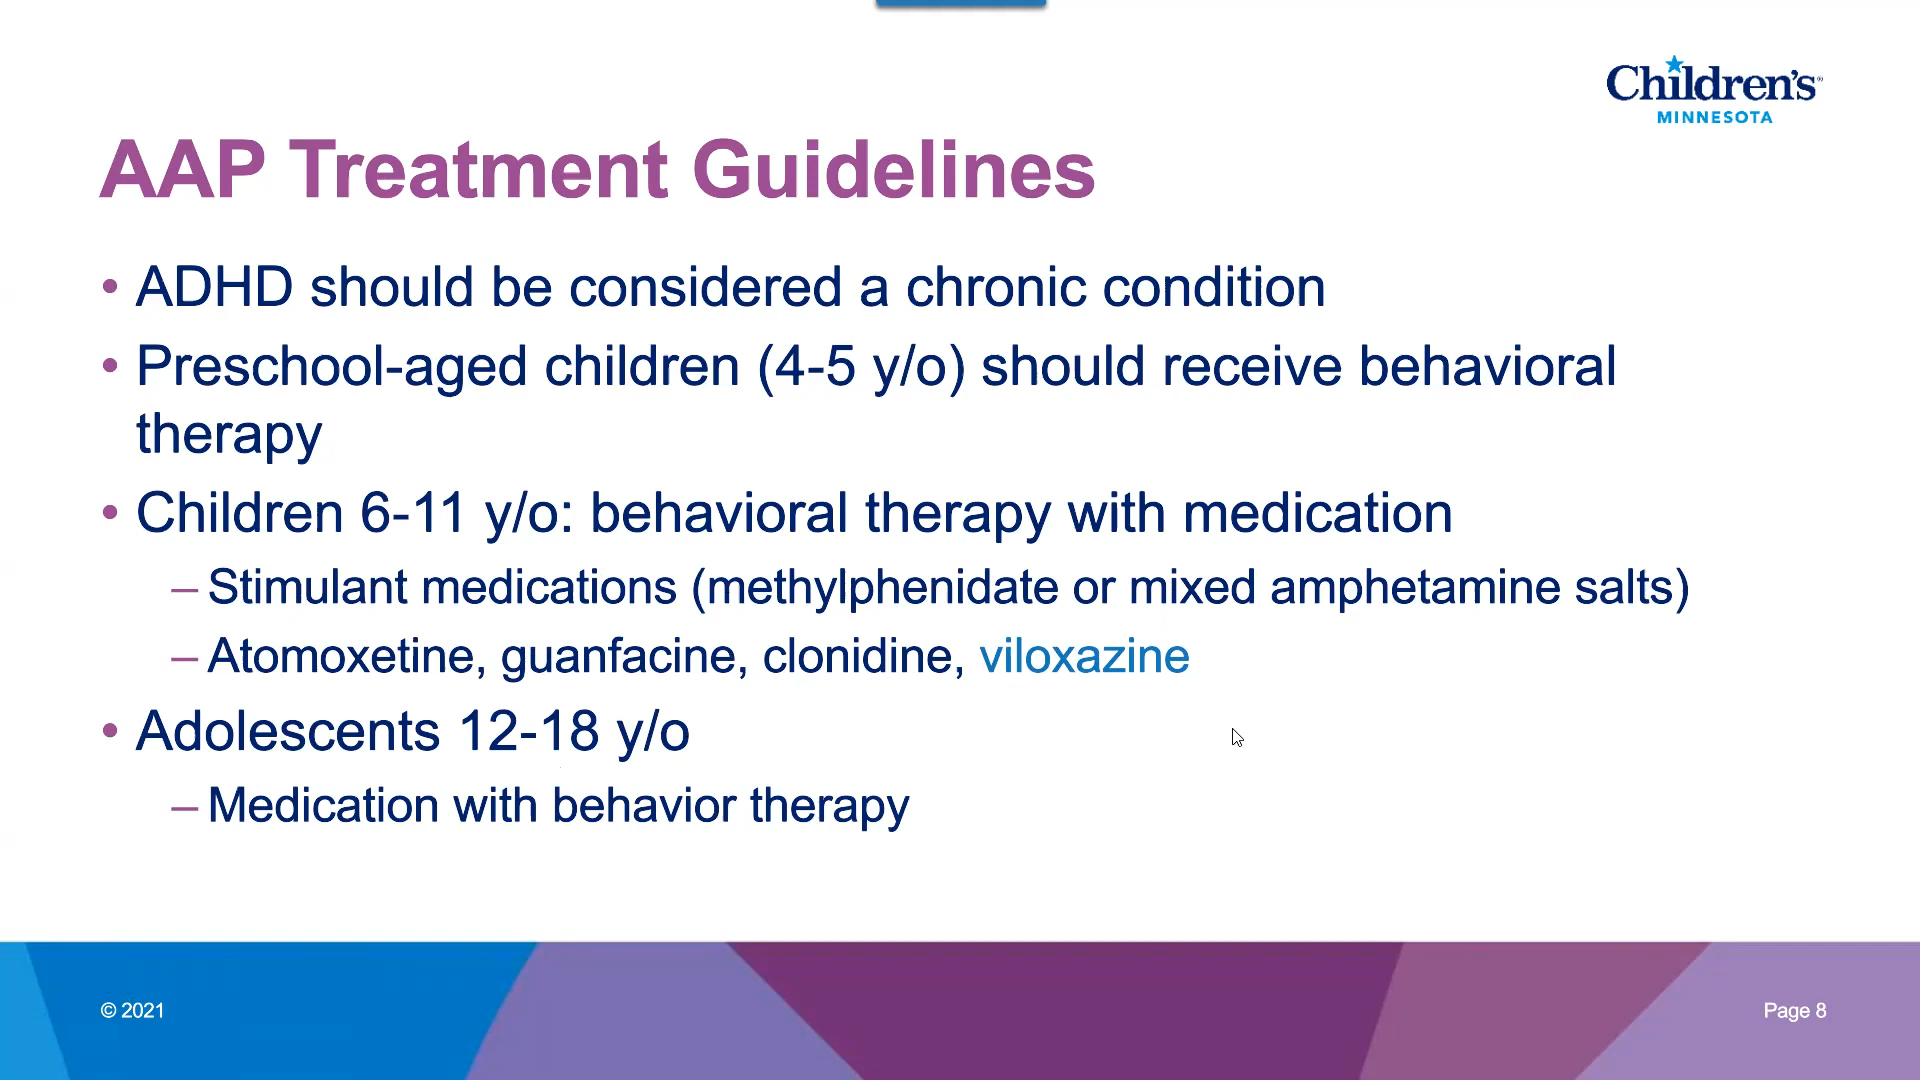 Children's
MINNESOTA
AAP Treatment Guidelines
• ADHD should be considered a chronic condition
• Preschool-aged children (4-5 y/o) should receive behavioral
therapy
• Children 6-11 y/o: behavioral therapy with medication
– Stimulant medications (methylphenidate or mixed amphetamine salts)
– Atomoxetine, guanfacine, clonidine, viloxazine
• Adolescents 12-18 y/o
– Medication with behavior therapy
© 2021
Page 8